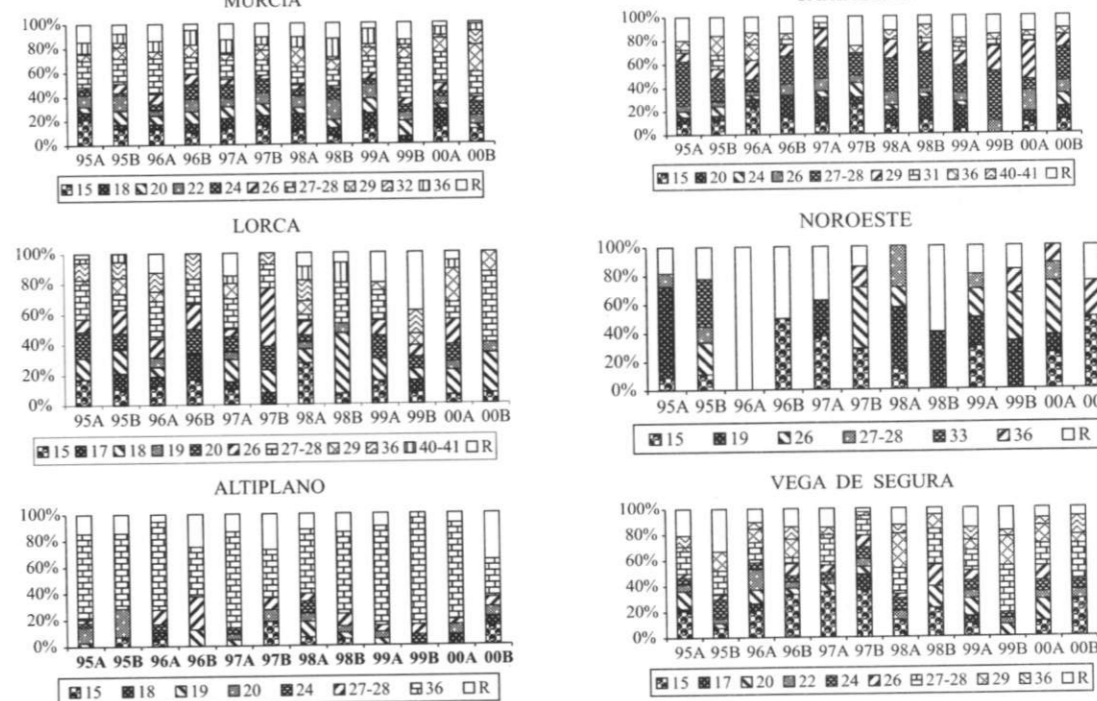 MURCIA
100%
80%
60%
40%
20%
0%
95A 95B 96A 96B 97A 97B 98A 98B 99A 99B 00A 00B
15 18 20 22 24 26 27-28 29 32 36 R
100%
80%
60%
40%
20%
0%
95A 95B 96A 96B 97A 97B 98A 98B 99A 99B 00A 00B
15 20 24 26 27-28 29 31 36 40-41 R
LORCA
100%
80%
60%
40%
20%
0%
95A 95B 96A 96B 97A 97B 98A 98B 99A 99B 00A 00B
15 17 18 19 20 26 27-28 29 36 40-41 R
NOROESTE
100%
80%
60%
40%
20%
0%
95A 95B 96A 96B 97A 97B 98A 98B 99A 99B 00A 00
15 19 26 27-28 33 36 R
ALTIPLANO
100%
80%
60%
40%
20%
0%
95A 95B 96A 96B 97A 97B 98A 98B 99A 99B 00A 00B
15 18 19 20 24 27-28 36 R
VEGA DE SEGURA
100%
80%
60%
40%
20%
0%
95A 95B 96A 96B 97A 97B 98A 98B 99A 99B 00A 00B
15 17 20 22 24 26 27-28 29 36 R